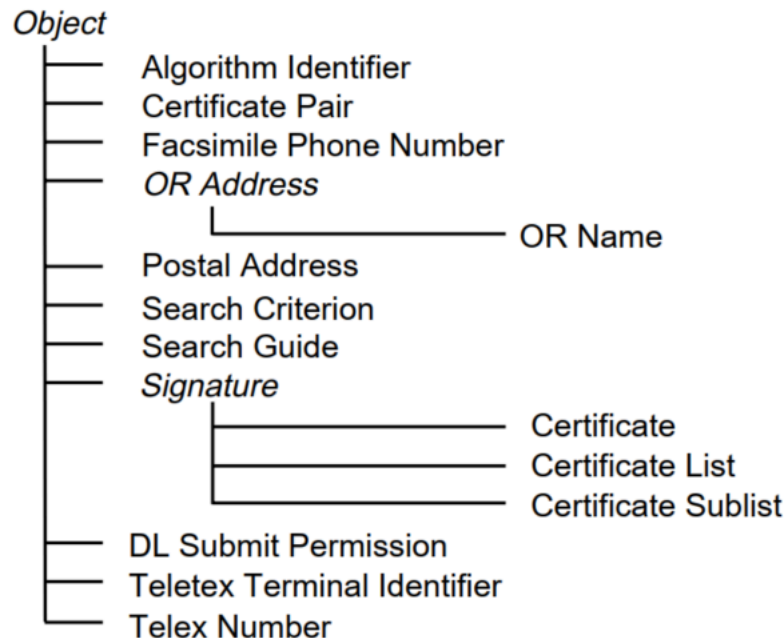 Object
Algorithm Identifier
Certificate Pair
Facsimile Phone Number
OR Address
OR Name
Postal Address
Search Criterion
Search Guide
Signature
Certificate
Certificate List
Certificate Sublist
DL Submit Permission
Teletex Terminal Identifier
Telex Number